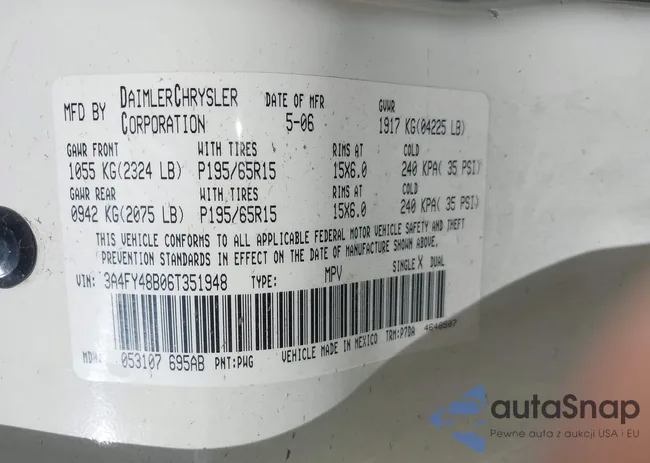 MFD BY DAIMLERCHRYSLER CORPORATION DATE OF MFR 5-06 GVWR 1917 KG(04225 LB)
GAWR FRONT WITH TIRES RIMS AT COLD
1055 KG(2324 LB) P195/65R15 15X6.0 240 KPA( 35 PSI)
GAWR REAR WITH TIRES RIMS AT COLD
0942 KG(2075 LB) P195/65R15 15X6.0 240 KPA( 35 PSI)
THIS VEHICLE CONFORMS TO ALL APPLICABLE FEDERAL MOTOR VEHICLE SAFETY AND THEFT
PREVENTION STANDARDS IN EFFECT ON THE DATE OF MANUFACTURE SHOWN ABOVE.
VIN: 3A4FY48B06T351948 TYPE: MPV SINGLE X DUAL
MDH: 053107 695AB PNT:PWG VEHICLE MADE IN MEXICO TRM:P7DA 4648507
autaSnap
Pewne auta z aukcji USA i EU